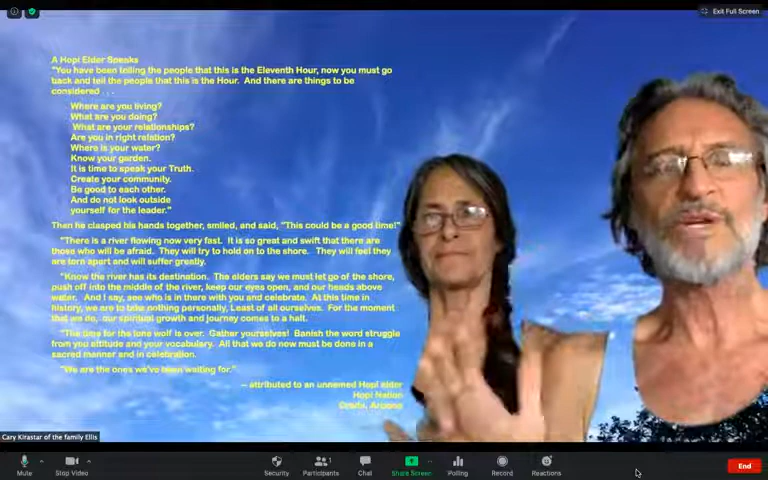 Exit Full Screen
A Hopi Elder Speaks
"You have been telling the people that this is the Eleventh Hour, now you must go
back and tell the people that this is the Hour. And there are things to be
considered . . .
Where are you living?
What are you doing?
What are your relationships?
Are you in right relation?
Where is your water?
Know your garden.
It is time to speak your Truth.
Create your community.
Be good to each other.
And do not look outside
yourself for the leader."
Then he clasped his hands together, smiled, and said, "This could be a good time!"
"There is a river flowing now very fast. It is so great and swift that there are
those who will be afraid. They will try to hold on to the shore. They will feel they
are torn apart and will suffer greatly.
"Know the river has its destination. The elders say we must let go of the shore,
push off into the middle of the river, keep our eyes open, and our heads above
water. And I say, see who is in there with you and celebrate. At this time in
history, we are to take nothing personally, Least of all ourselves. For the moment
that we do, our spiritual growth and journey comes to a halt.
"The time for the lone wolf is over. Gather yourselves! Banish the word struggle
from you attitude and your vocabulary. All that we do now must be done in a
sacred manner and in celebration.
"We are the ones we've been waiting for."
-- attributed to an unnamed Hopi elder
Hopi Nation
Oraibi, Arizona
Cary Kirastar of the family Ellis
Mute
Stop Video
Security
Participants
1
Chat
Share Screen
Polling
Record
Reactions
End